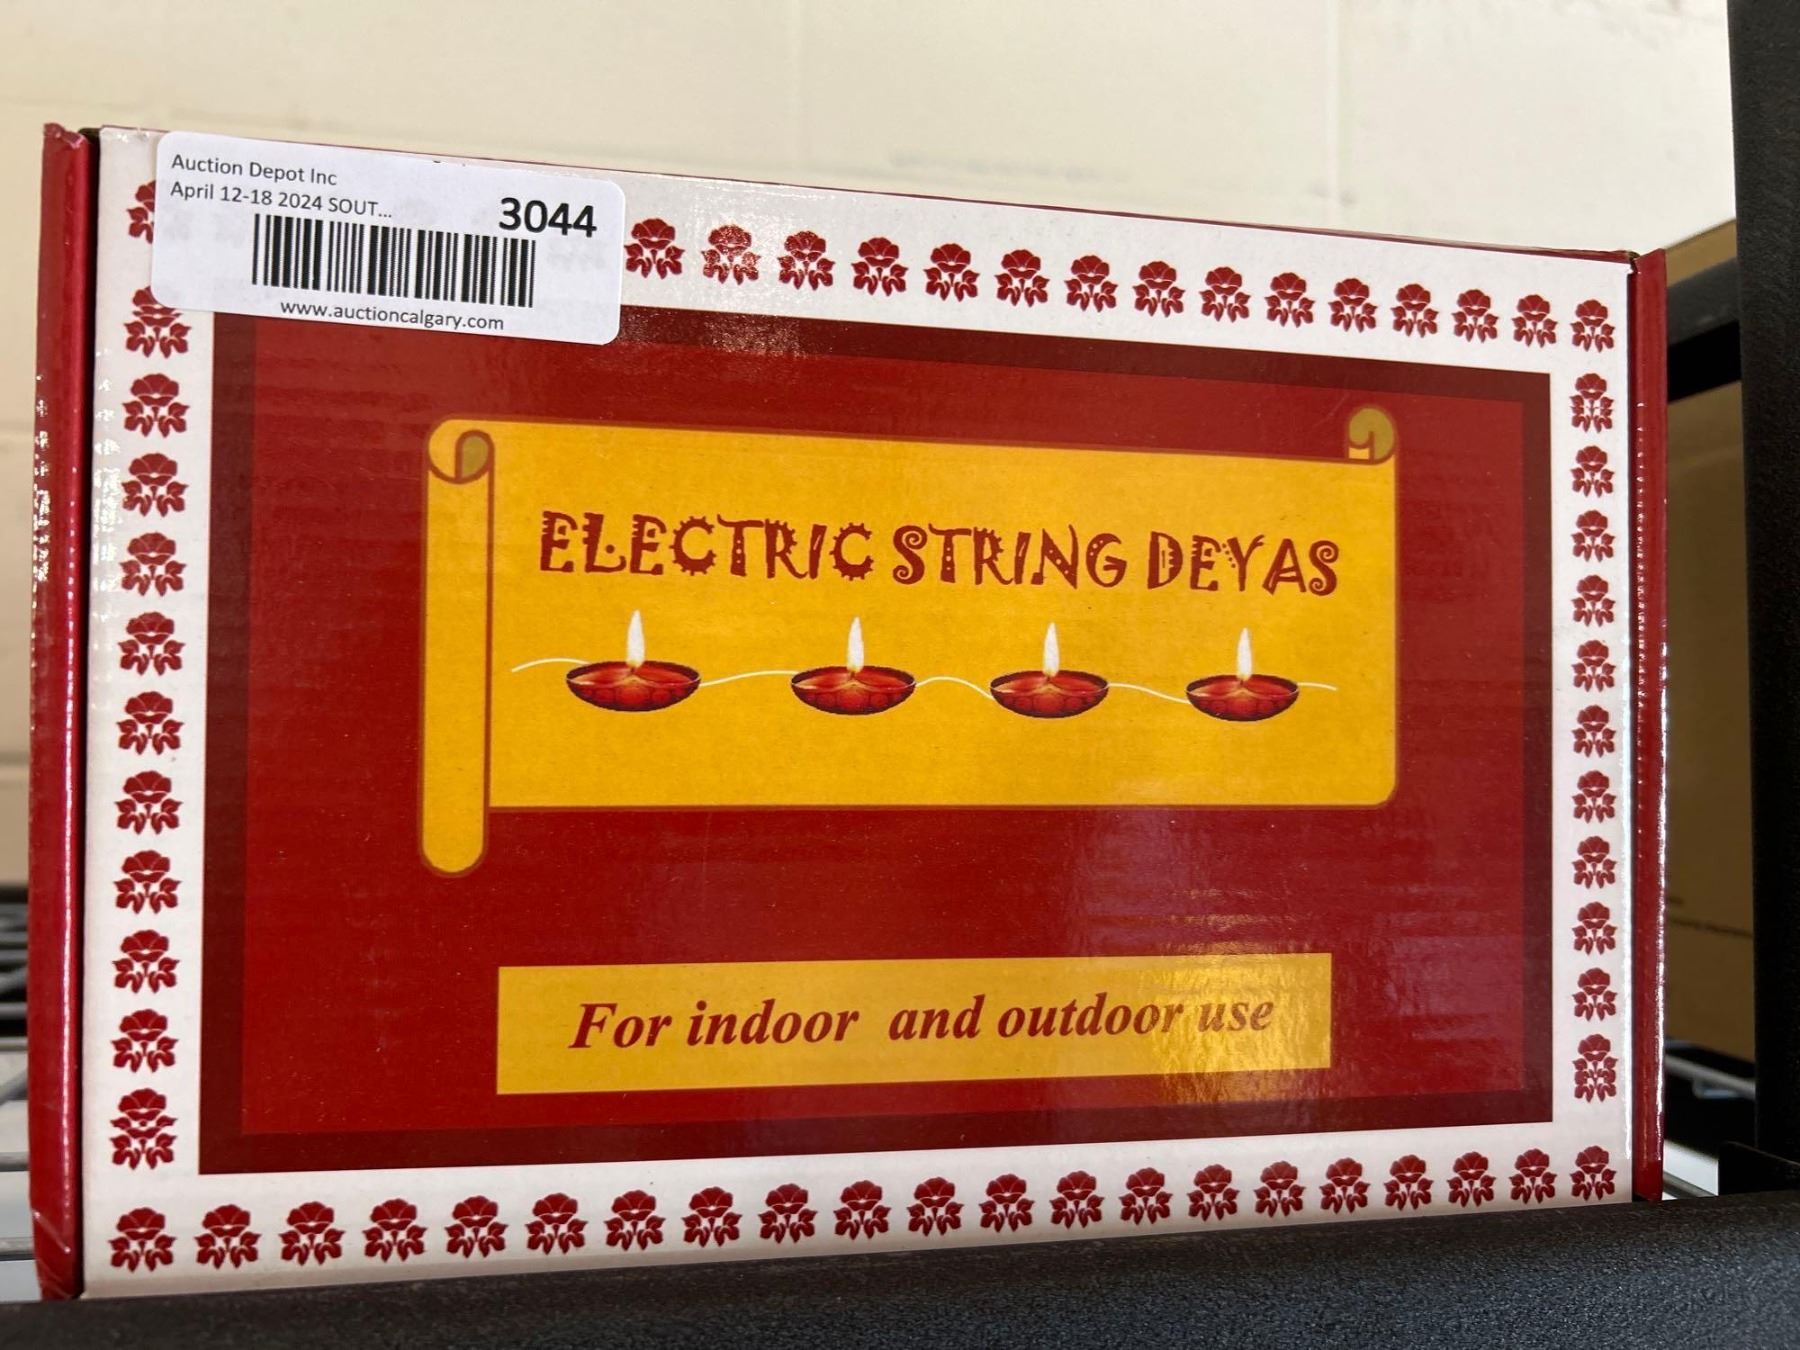 Auction Depot Inc
April 12-18 2024 SOUT...
3044
www.auctioncalgary.com
ELECTRIC STRING DEYAS
For indoor and outdoor use